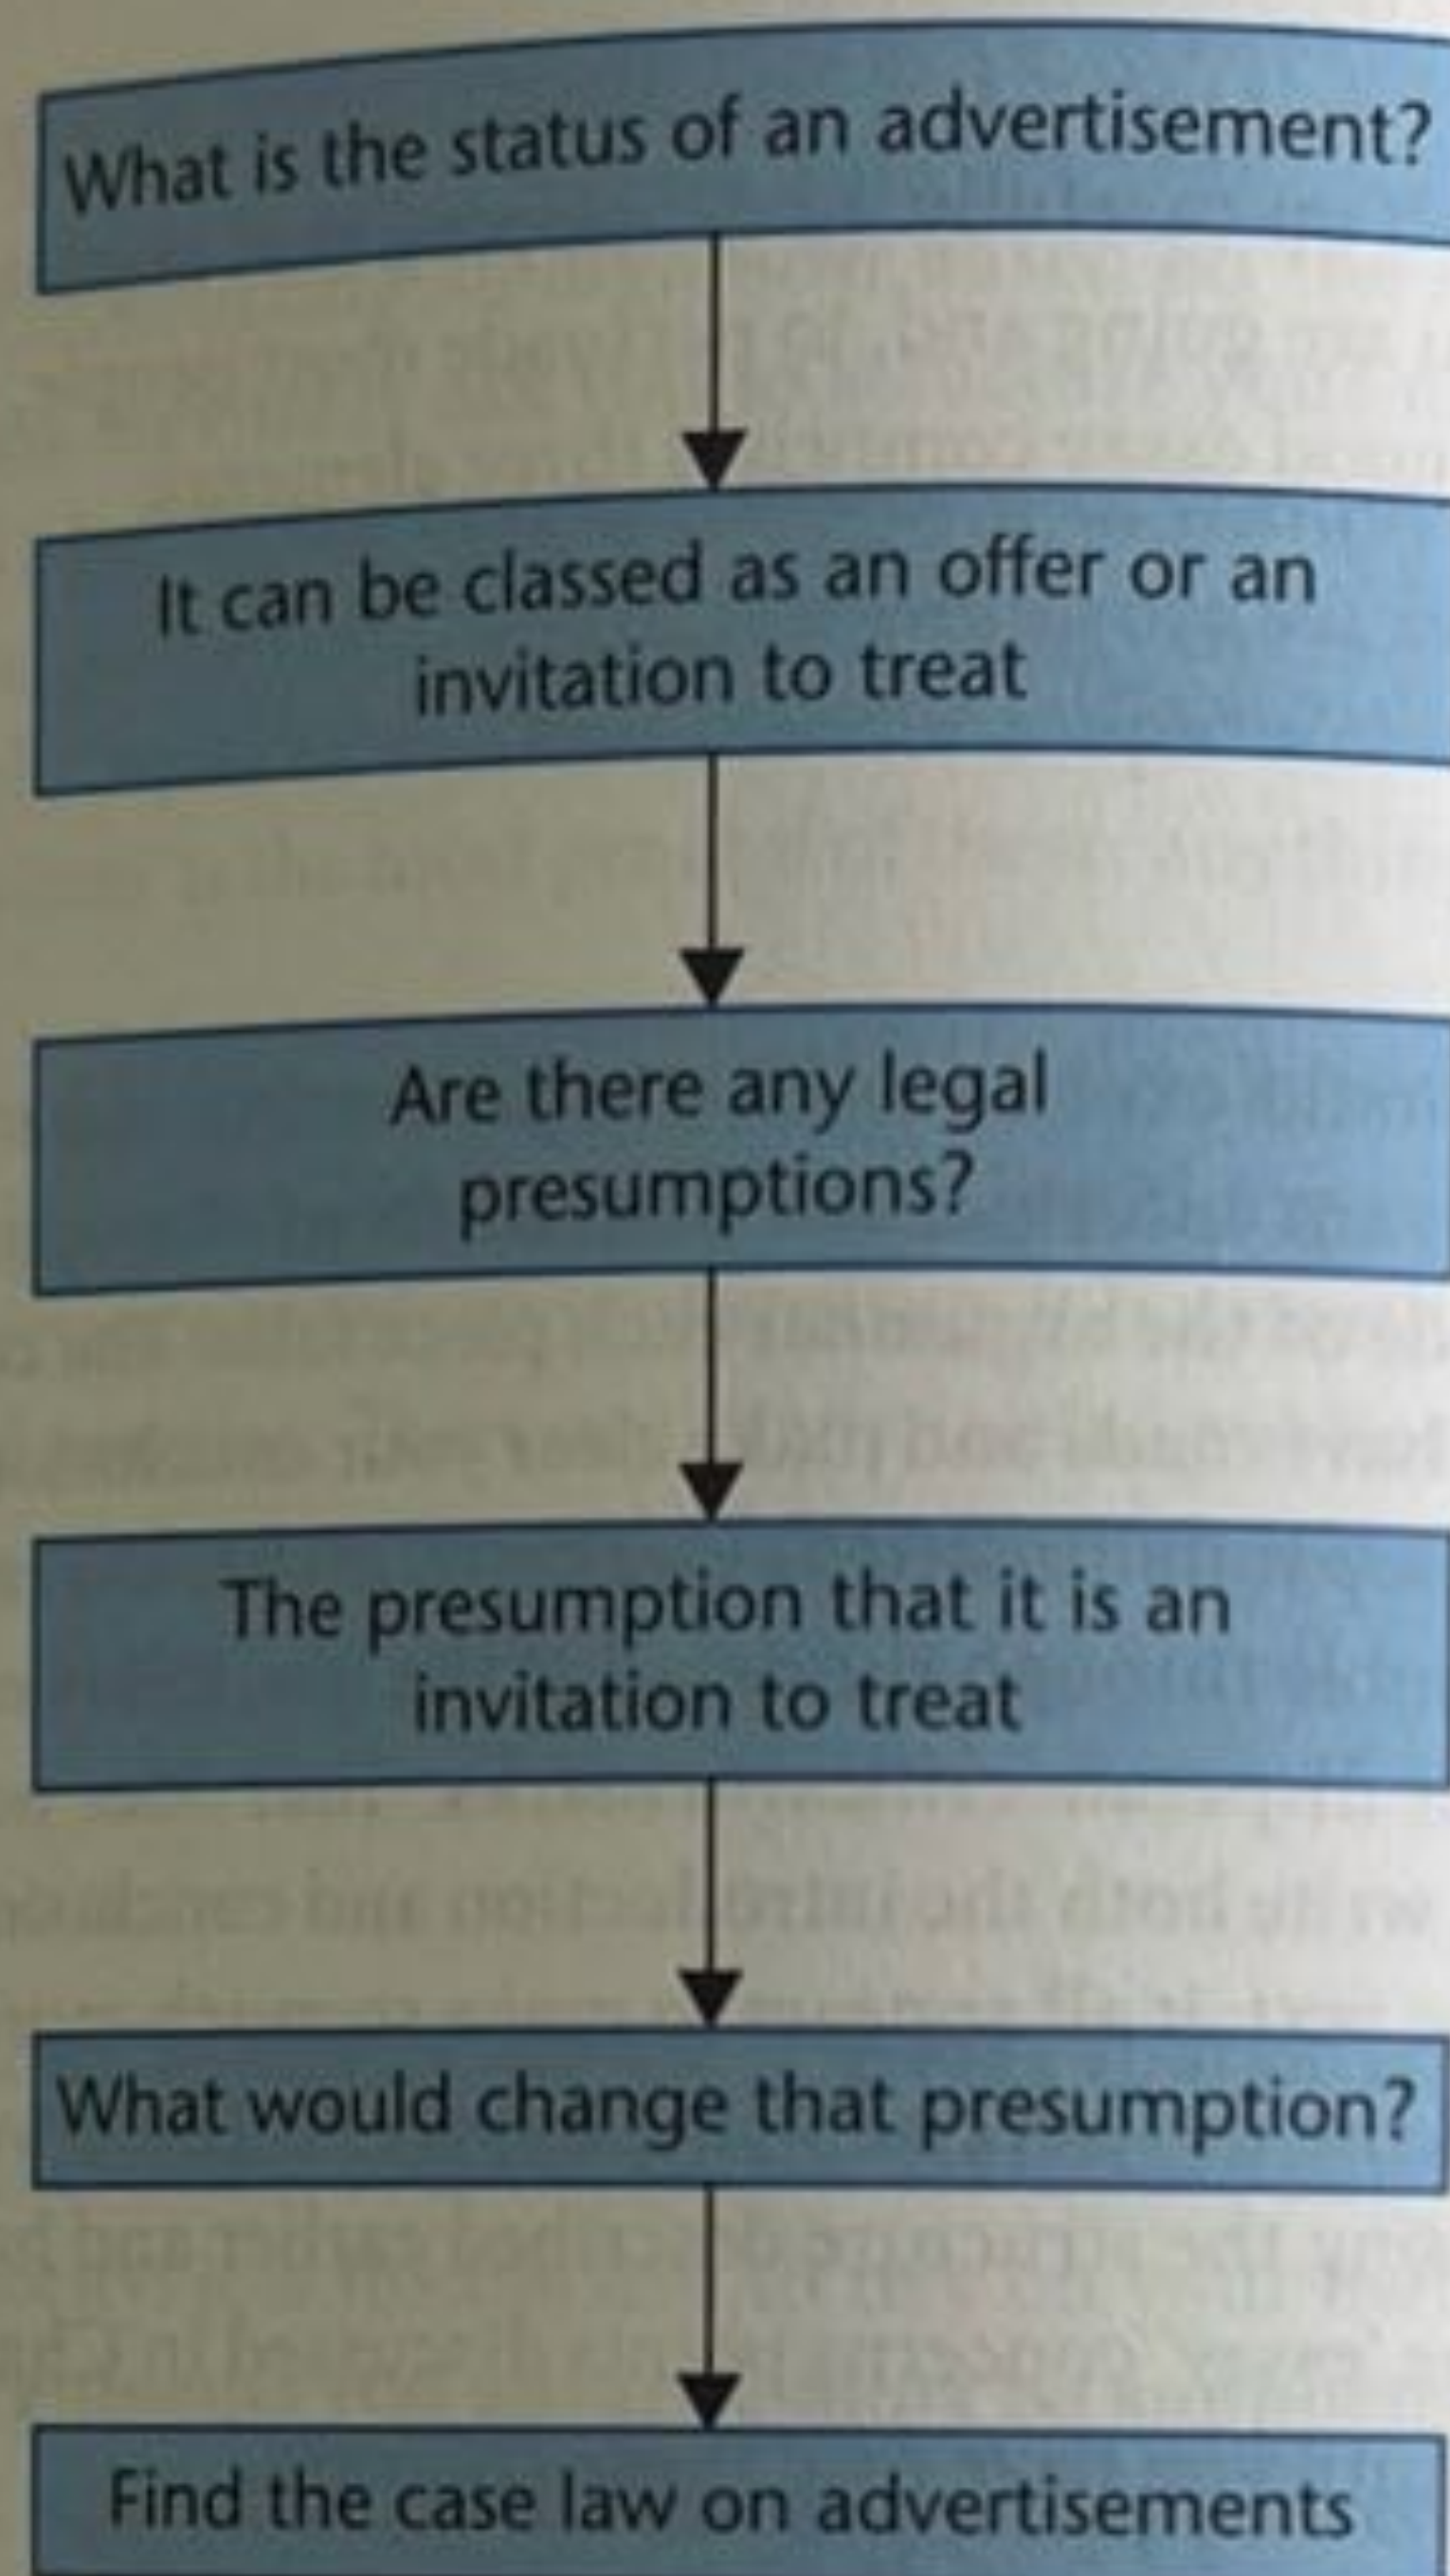 What is the status of an advertisement?
It can be classed as an offer or an
invitation to treat
Are there any legal
presumptions?
The presumption that it is an
invitation to treat
What would change that presumption?
Find the case law on advertisements